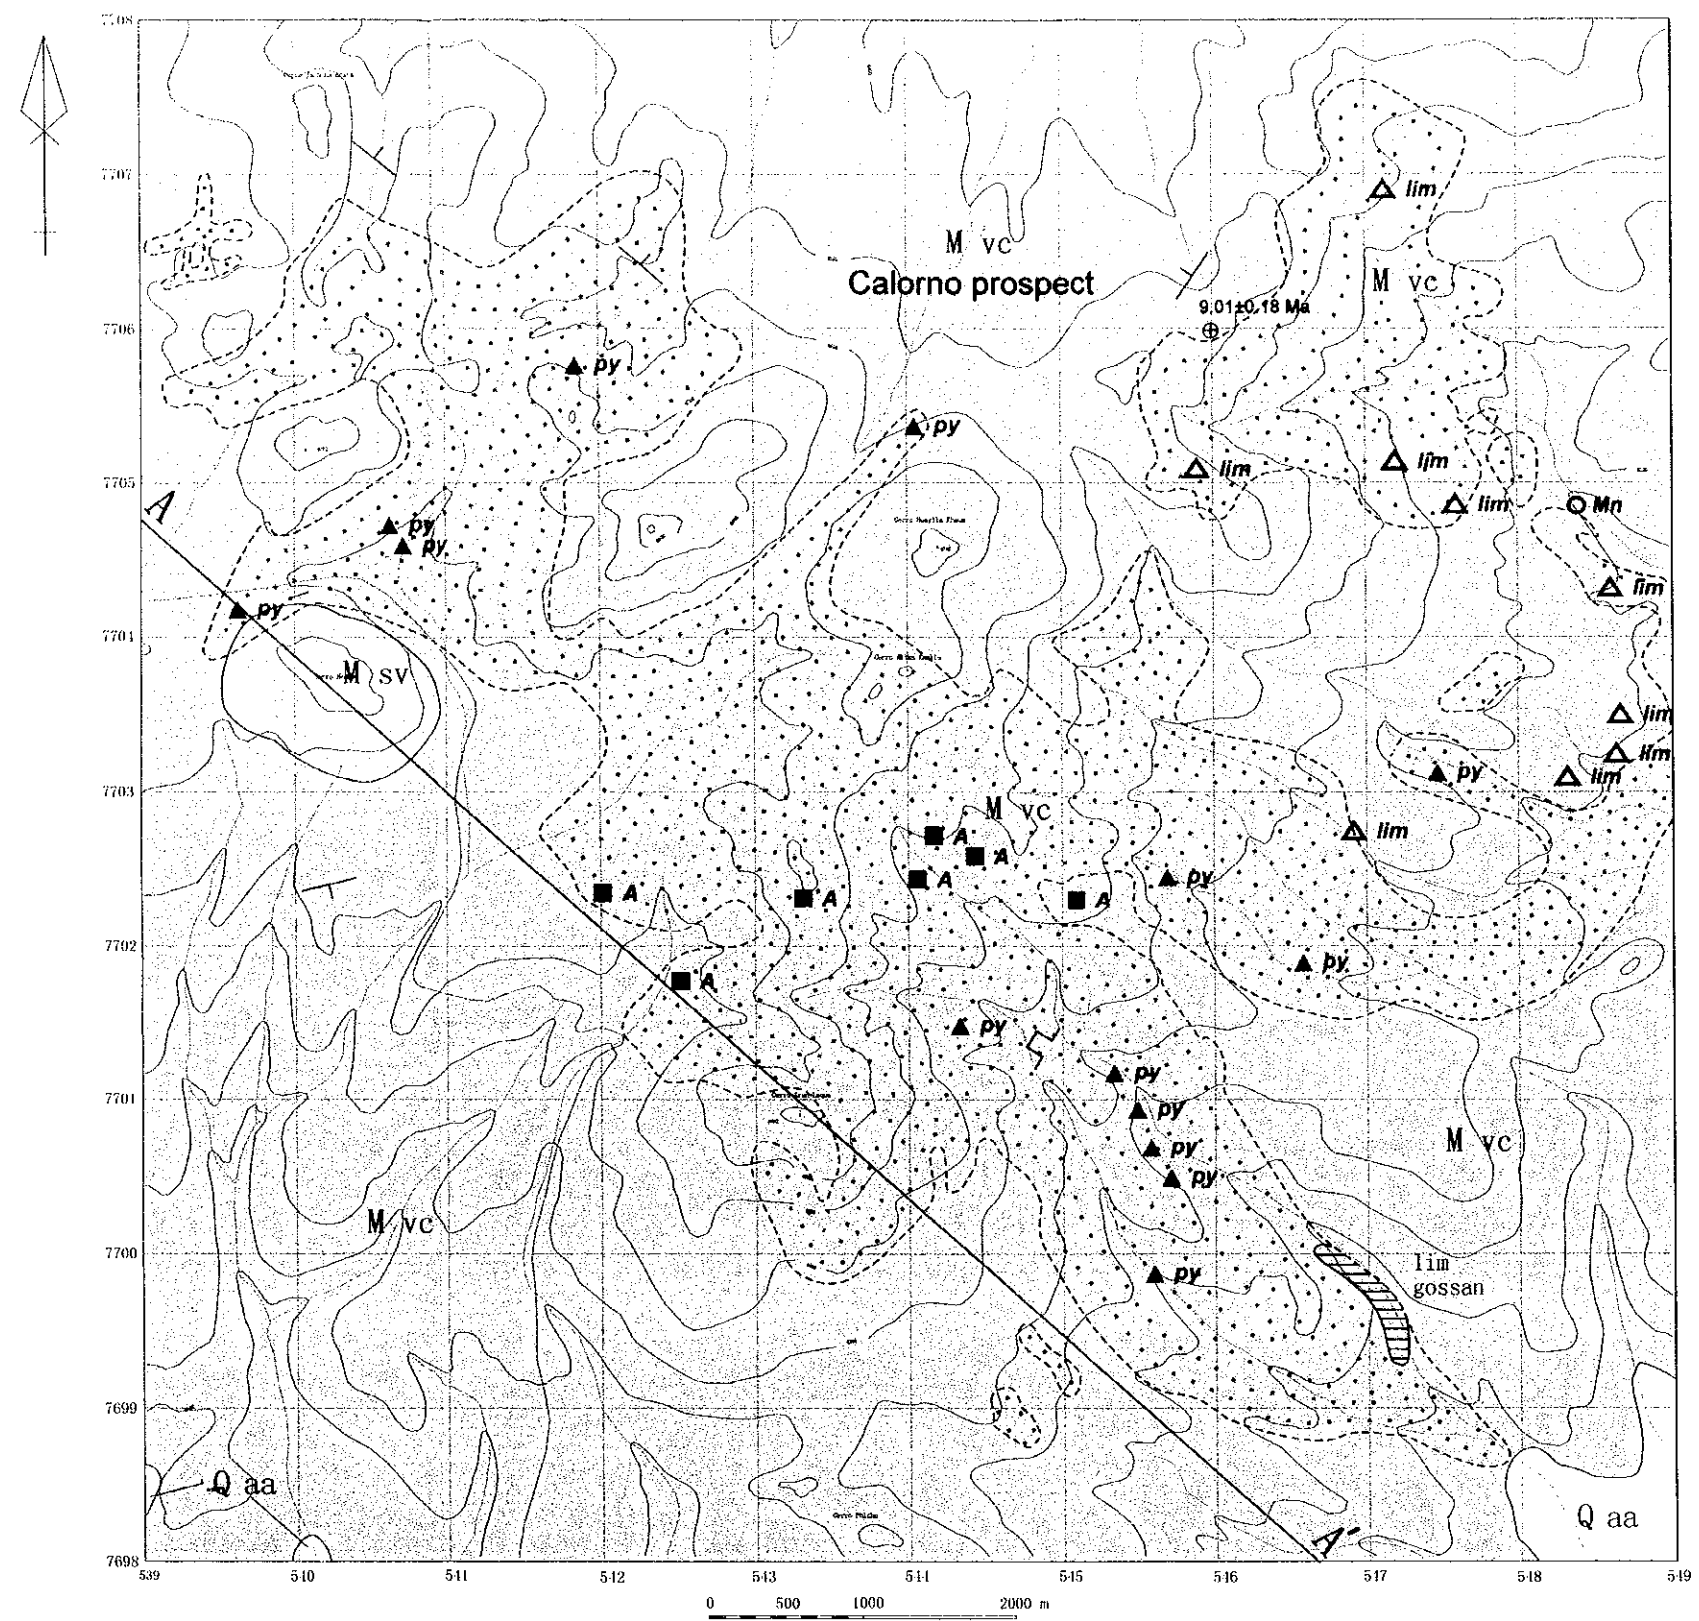 7708
7707
M vc
Calorno prospect
lim
M vc
9.01±0.18 Ma
7706
py
py
lim
lim
lim
Mn
7705
A
py
py
py
lim
7704
M sv
lim
lim
lim
py
7703
M vc
A
A
A
A
A
A
lim
py
7702
A
py
py
py
py
py
py
7701
M vc
M vc
7700
py
lim
gossan
7699
Q aa
Q aa
A'
7698
539
540
541
542
543
544
545
546
547
548
549
0 500 1000 2000 m